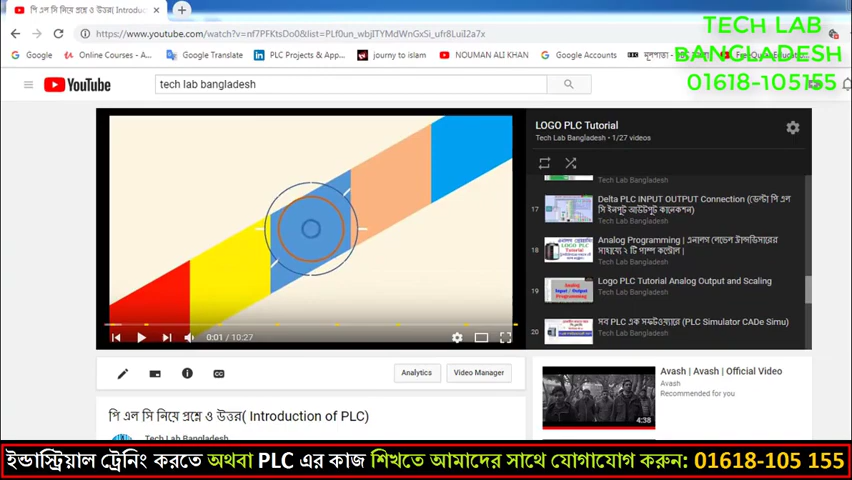 পি এল সি নিয়ে প্রশ্নে ও উত্তর( Introduc
https://www.youtube.com/watch?v=nf7PFKtsDo0&list=PLf0un_wbjITYMdWnGxSi_ufr8LuiI2a7x
TECH LAB
BANGLADESH
01618-105155
Google
Online Courses - A...
Google Translate
PLC Projects & App...
journy to islam
NOUMAN ALI KHAN
Google Accounts
YouTube
tech lab bangladesh
LOGO PLC Tutorial
Tech Lab Bangladesh • 1/27 videos
Tech Lab Bangladesh
17
Delta PLC INPUT OUTPUT Connection (ডেল্টা পি এল
সি ইনপুট আউটপুট কানেকশন)
Tech Lab Bangladesh
18
Analog Programming | এনালগ লেভেল ট্রান্সমিটারের
সাহায্যে ২ টি পাম্প কন্ট্রোল |
Tech Lab Bangladesh
19
Logo PLC Tutorial Analog Output and Scaling
Tech Lab Bangladesh
20
সব PLC এক সফটওয়্যারে (PLC Simulator CADe Simu)
Tech Lab Bangladesh
0:01 / 10:27
Analytics
Video Manager
Avash | Avash | Official Video
Avash
Recommended for you
4:38
পি এল সি নিয়ে প্রশ্নে ও উত্তর( Introduction of PLC)
Tech Lab Bangladesh
ইন্ডাস্ট্রিয়াল ট্রেনিং করতে অথবা PLC এর কাজ শিখতে আমাদের সাথে যোগাযোগ করুন: 01618-105 155